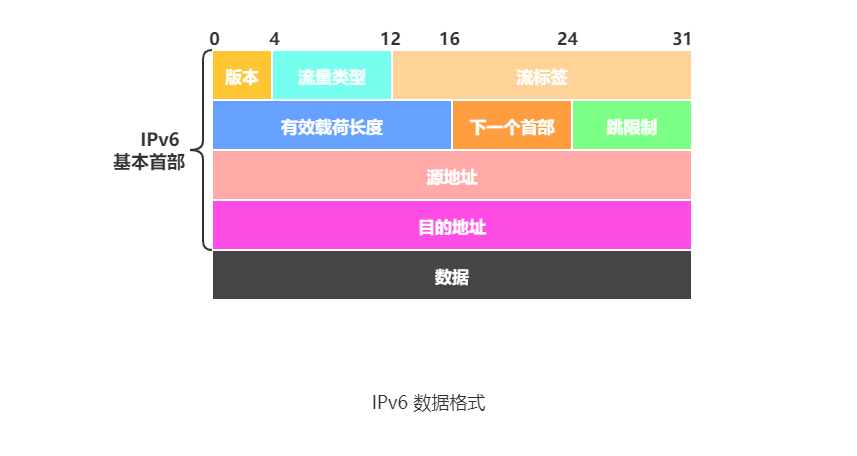 0 4 12 16 24 31
版本 流量类型 流标签
有效载荷长度 下一个首部 跳限制
IPv6
基本首部
源地址
目的地址
数据
IPv6 数据格式